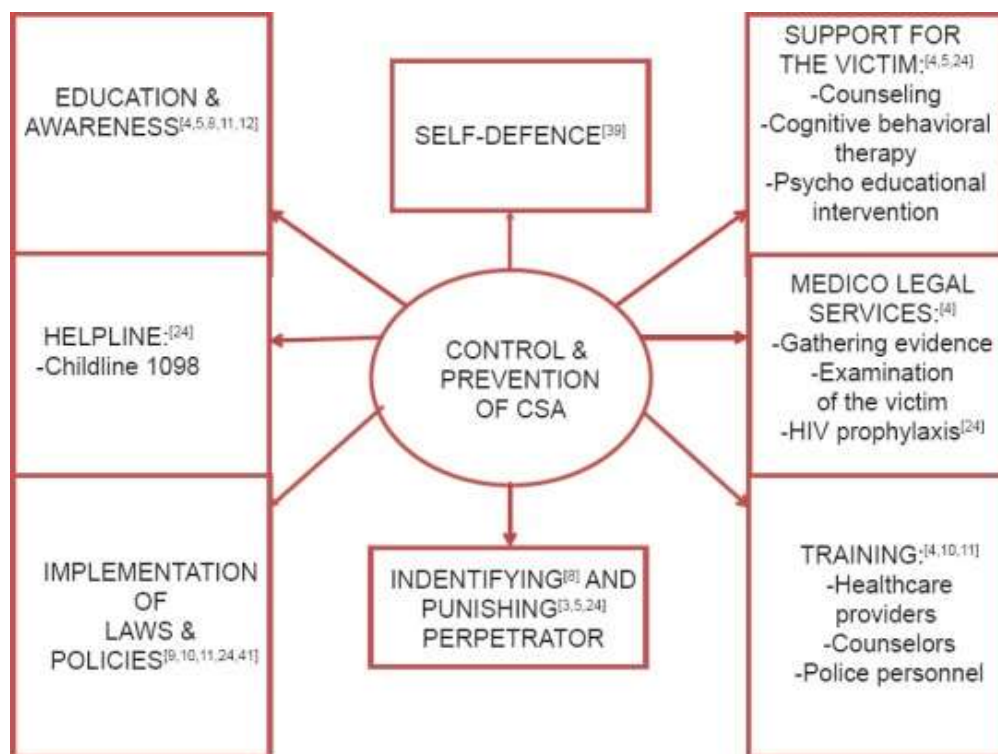 EDUCATION &
AWARENESS[4,5,8,11,12]
HELPLINE:[24]
-Childline 1098
IMPLEMENTATION
OF
LAWS &
POLICIES[9,10,11,24,41]
SELF-DEFENCE[39]
CONTROL &
PREVENTION
OF CSA
INDENTIFYING[8] AND
PUNISHING[3,5,24]
PERPETRATOR
SUPPORT FOR
THE VICTIM:[4,5,24]
-Counseling
-Cognitive behavioral
therapy
-Psycho educational
intervention
MEDICO LEGAL
SERVICES:[4]
-Gathering evidence
-Examination
of the victim
-HIV prophylaxis[24]
TRAINING:[4,10,11]
-Healthcare
providers
-Counselors
-Police personnel